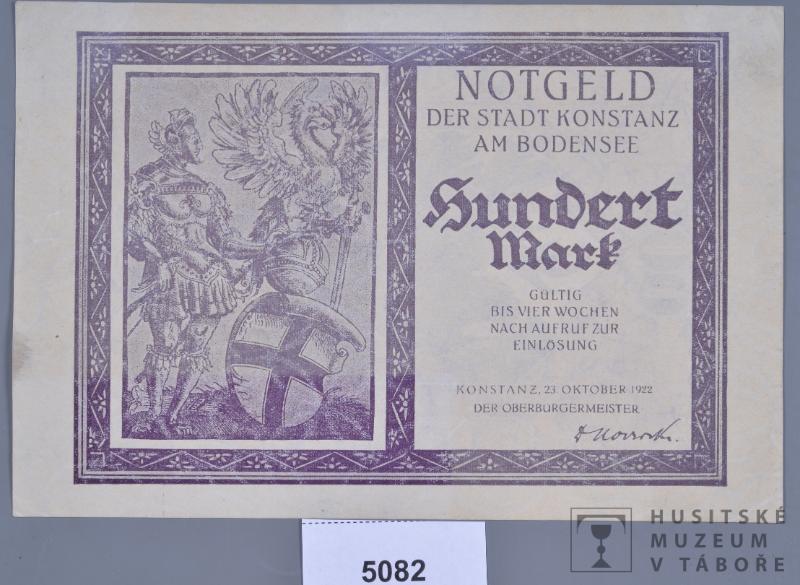 NOTGELD
DER STADT KONSTANZ
AM BODENSEE
Hundert
Mark
GÜLTIG
BIS VIER WOCHEN
NACH AUFRUF ZUR
EINLÖSUNG
KONSTANZ, 23. OKTOBER 1922
DER OBERBURGERMEISTER
5082
HUSITSKÉ
MUZEUM
V TÁBOŘE